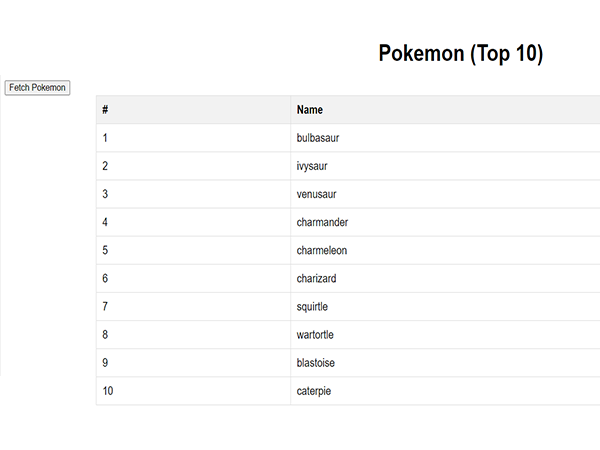 Pokemon (Top 10)
Fetch Pokemon
# Name
1 bulbasaur
2 ivysaur
3 venusaur
4 charmander
5 charmeleon
6 charizard
7 squirtle
8 wartortle
9 blastoise
10 caterpie